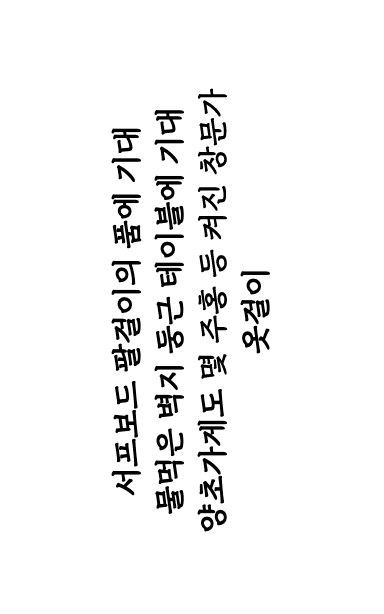 서프보드 팔걸이의 품에 기대
물먹은 벽지 둥근 테이블에 기대
양초가게도 몇 주홍 등 켜진 창문가
옷걸이